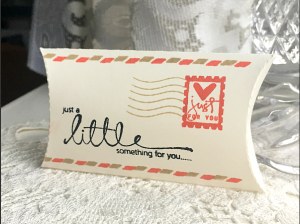 just
FOR YOU
just a
little
something for you.....